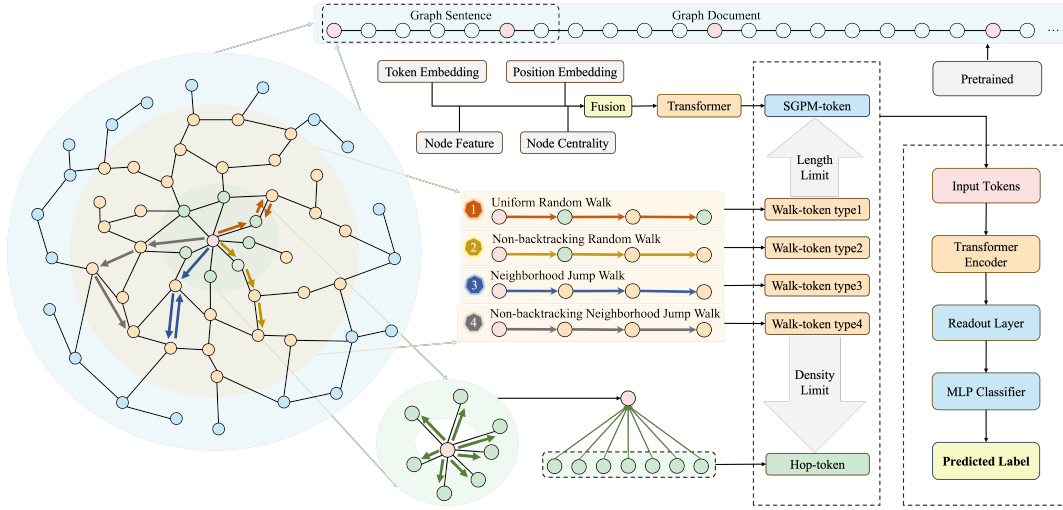 Graph Sentence
Graph Document
...
Token Embedding
Position Embedding
Fusion
Transformer
SGPM-token
Pretrained
Node Feature
Node Centrality
Length
Limit
Input Tokens
1
Uniform Random Walk
Walk-token type1
2
Non-backtracking Random Walk
Walk-token type2
Transformer
Encoder
3
Neighborhood Jump Walk
Walk-token type3
4
Non-backtracking Neighborhood Jump Walk
Walk-token type4
Readout Layer
Density
Limit
MLP Classifier
Hop-token
Predicted Label